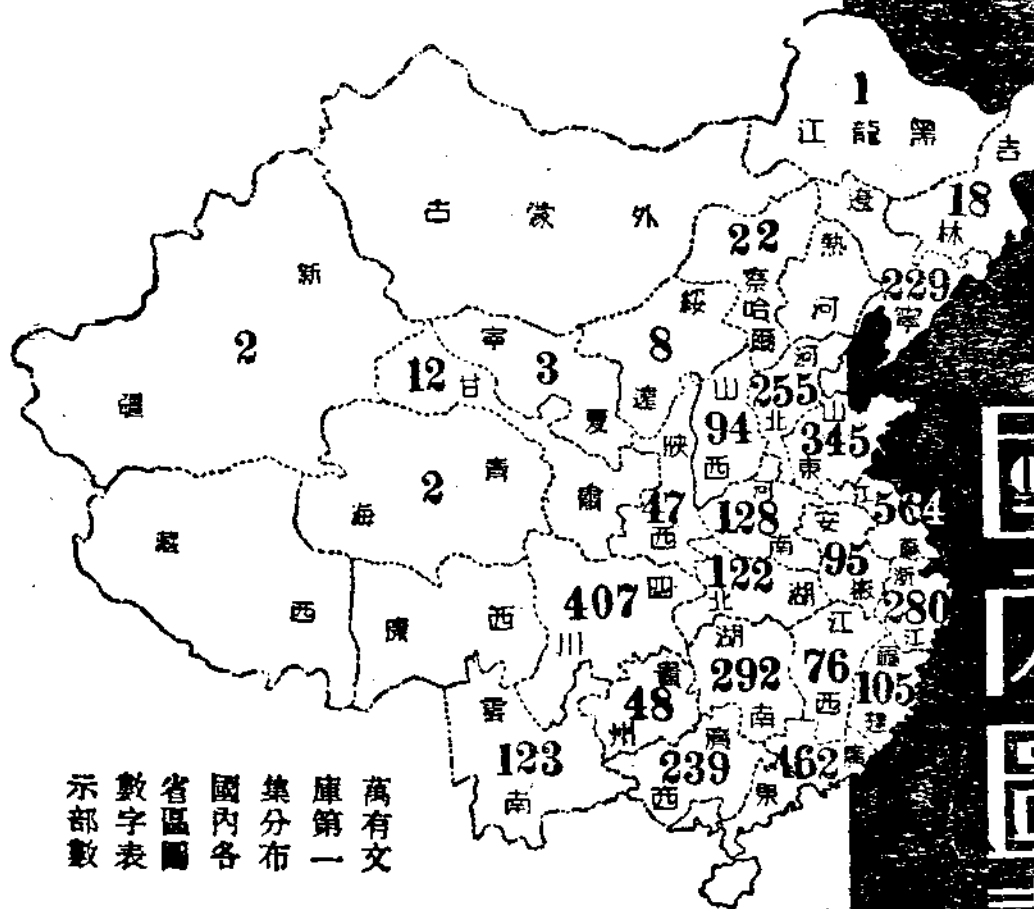 1
黑龍江
吉林
18
外蒙古
遼寧
229
熱河
22
察哈爾
新疆
2
綏遠
8
寧夏
3
甘肅
12
河北
255
山西
94
山東
345
陝西
47
青海
2
河南
128
江蘇
564
安徽
95
西藏
西康
四川
407
湖北
122
浙江
280
江西
76
湖南
292
福建
105
貴州
48
雲南
123
廣西
239
廣東
462
萬有文
庫第一
集分布
國內各
省區圖
數字表
示部數